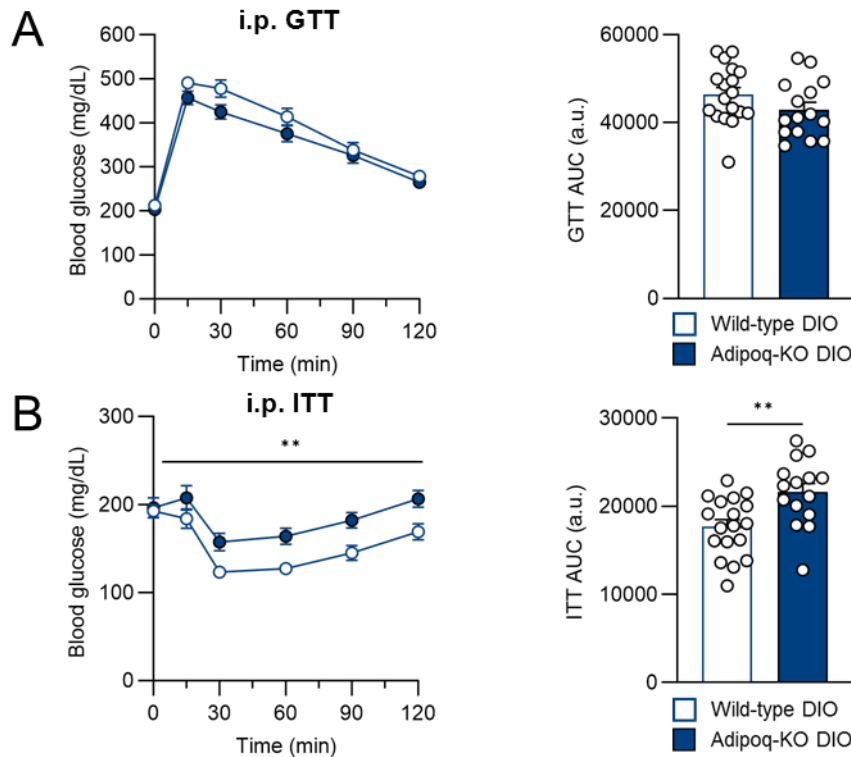 A
i.p. GTT
Blood glucose (mg/dL)
600
500
400
300
200
100
0
0 30 60 90 120
Time (min)
GTT AUC (a.u.)
60000
40000
20000
0
Wild-type DIO
Adipoq-KO DIO
B
i.p. ITT
**
Blood glucose (mg/dL)
300
200
100
0
0 30 60 90 120
Time (min)
**
ITT AUC (a.u.)
30000
20000
10000
0
Wild-type DIO
Adipoq-KO DIO